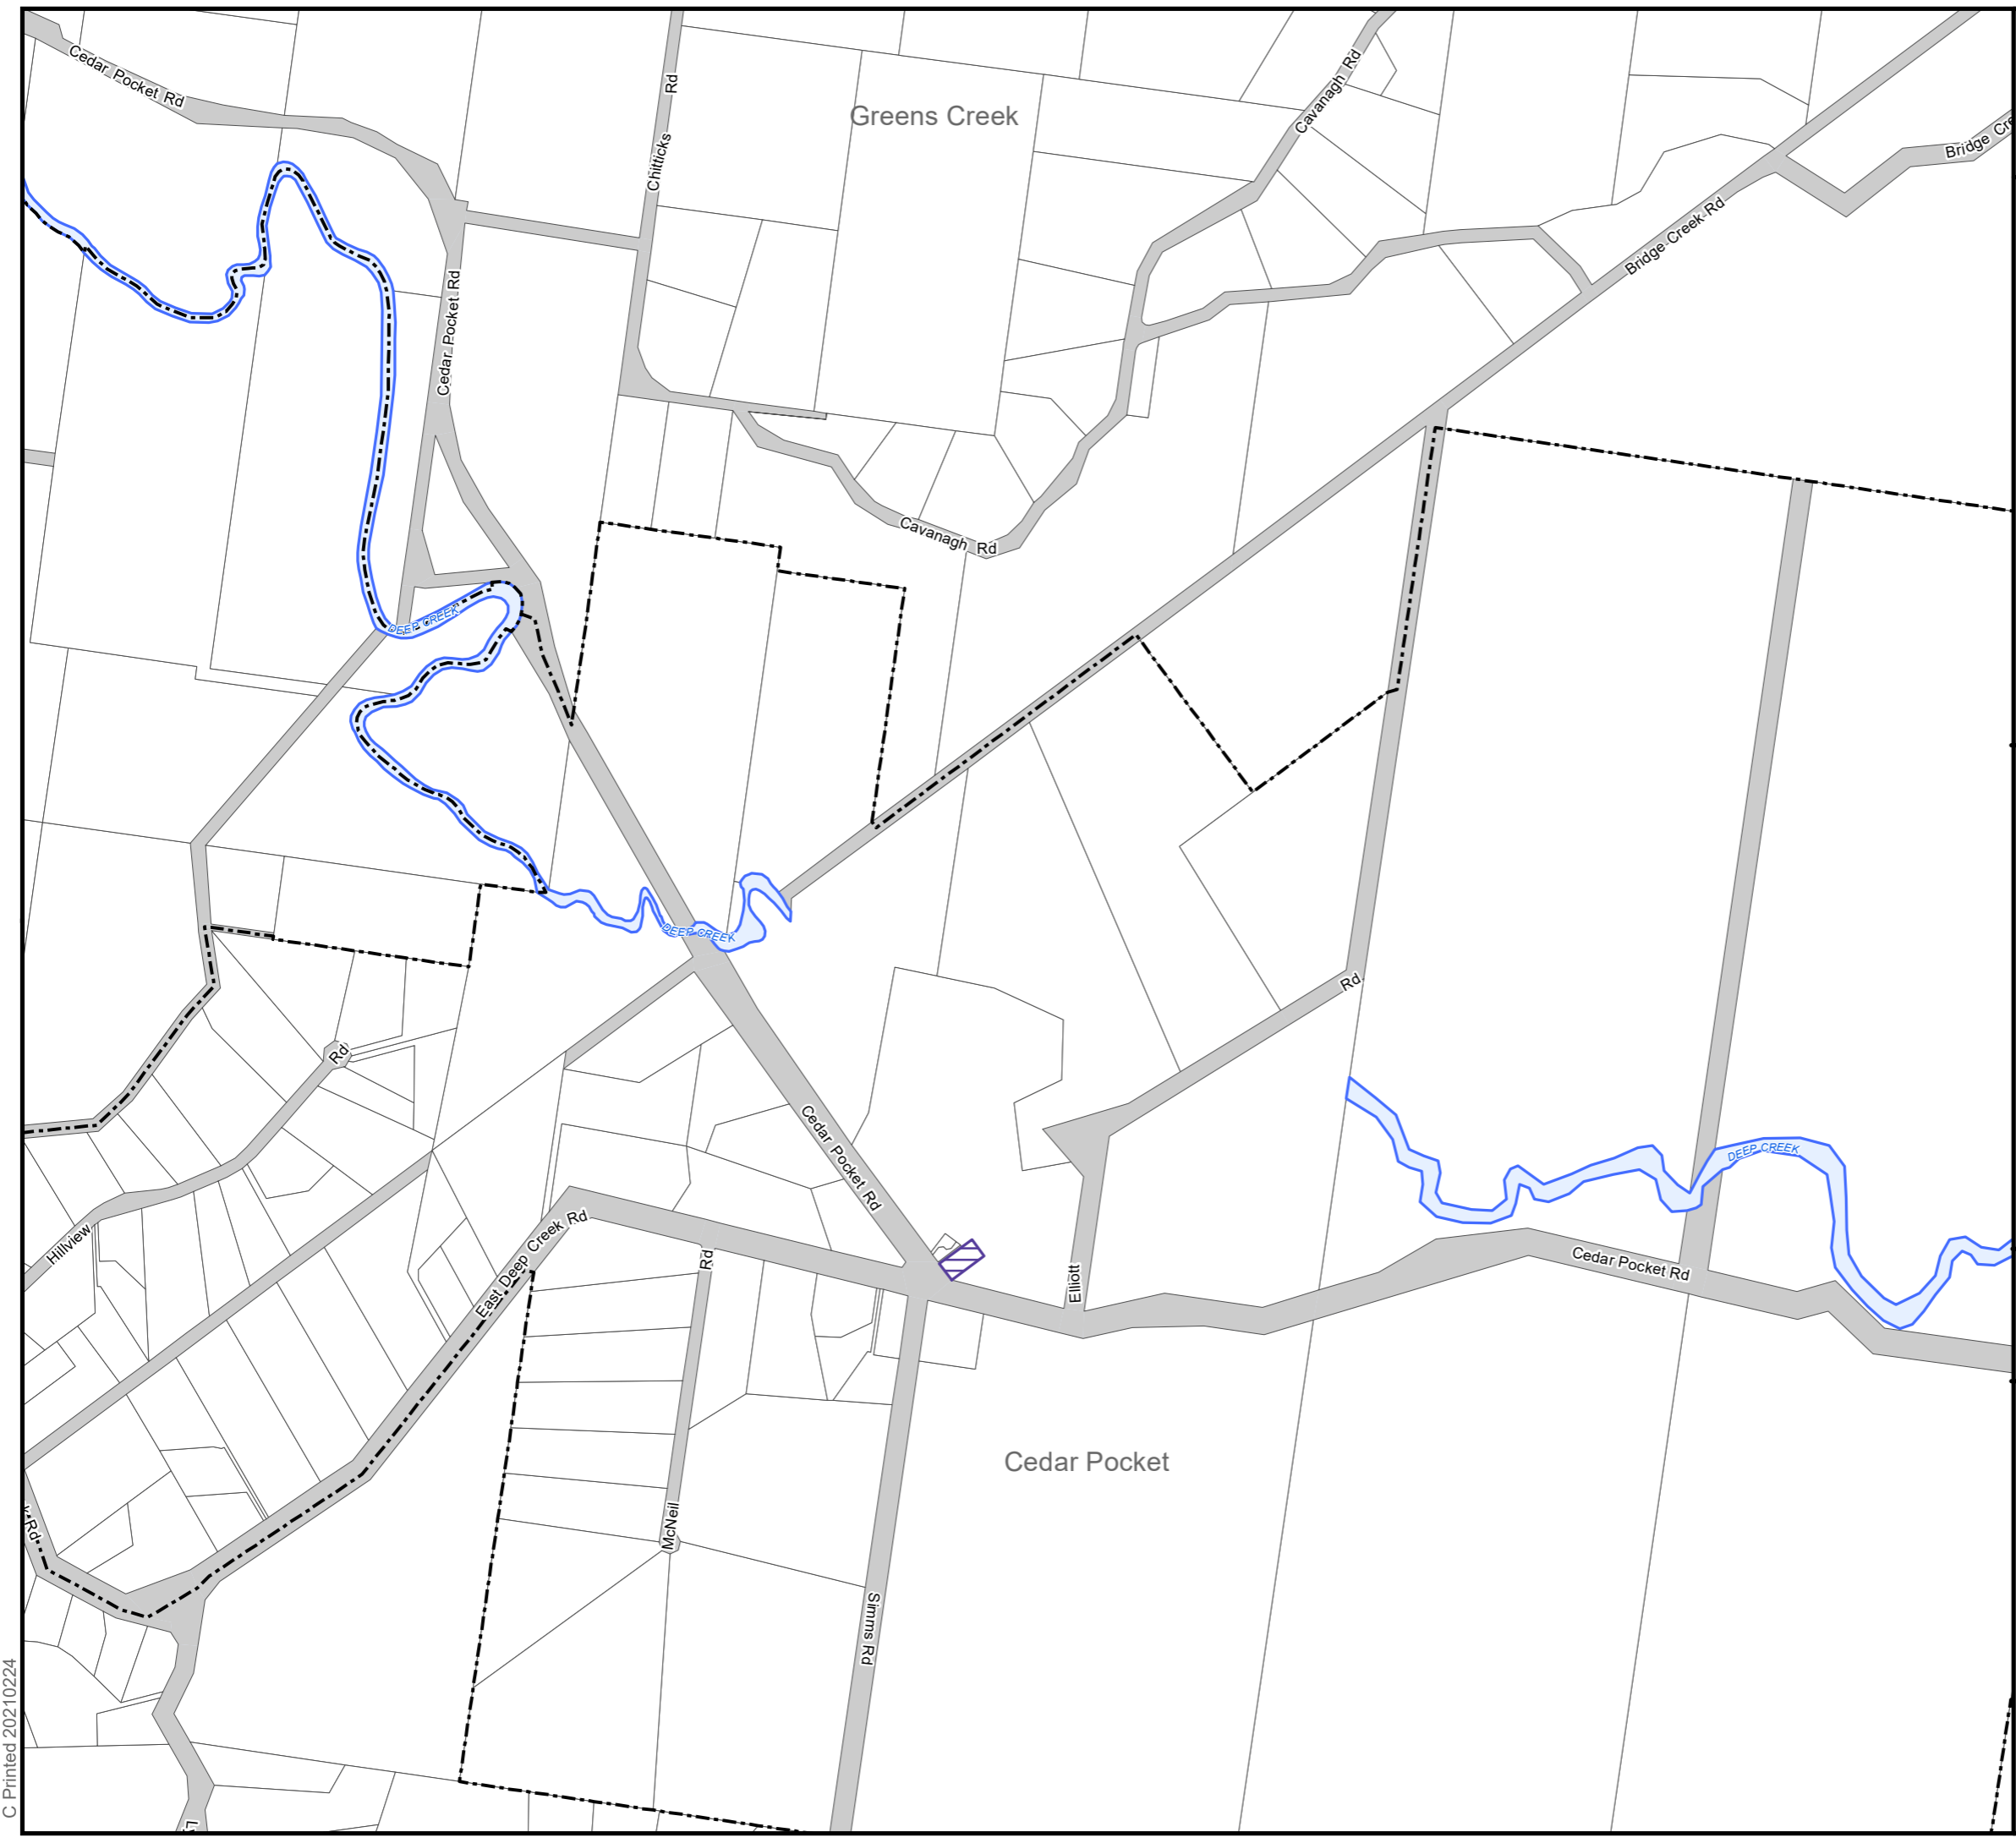 Cedar Pocket Rd
Chitticks Rd
Greens Creek
Cavanagh Rd
Bridge
Bridge Creek Rd
Cedar Pocket Rd
Cavanagh Rd
DEEP CREEK
DEEP CREEK
Rd
Rd
Cedar Pocket Rd
DEEP CREEK
Hillview
East Deep Creek Rd
Rd
Elliott
Cedar Pocket Rd
Cedar Pocket
McNeil
Rd
Simms Rd
C Printed 20210224